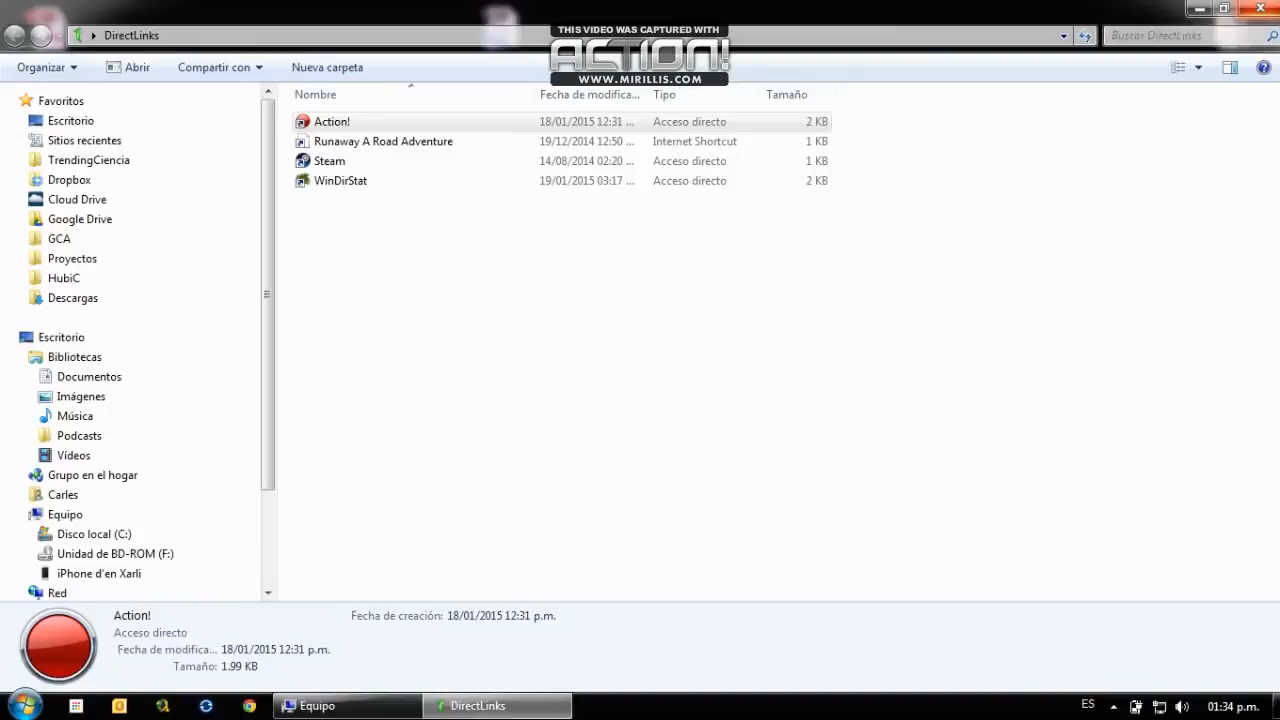 THIS VIDEO WAS CAPTURED WITH
ACTION!
WWW.MIRILLIS.COM
DirectLinks
Buscar DirectLinks
Organizar
Abrir
Compartir con
Nueva carpeta
Nombre
Fecha de modifica...
Tipo
Tamaño
Action!
18/01/2015 12:31 ...
Acceso directo
2 KB
Runaway A Road Adventure
19/12/2014 12:50 ...
Internet Shortcut
1 KB
Steam
14/08/2014 02:20 ...
Acceso directo
1 KB
WinDirStat
19/01/2015 03:17 ...
Acceso directo
2 KB
Favoritos
Escritorio
Sitios recientes
TrendingCiencia
Dropbox
Cloud Drive
Google Drive
GCA
Proyectos
HubiC
Descargas
Escritorio
Bibliotecas
Documentos
Imágenes
Música
Podcasts
Vídeos
Grupo en el hogar
Carles
Equipo
Disco local (C:)
Unidad de BD-ROM (F:)
iPhone d'en Xarli
Red
Action!
Acceso directo
Fecha de modifica... 18/01/2015 12:31 p.m.
Tamaño: 1.99 KB
Fecha de creación: 18/01/2015 12:31 p.m.
Equipo
DirectLinks
ES
01:34 p.m.